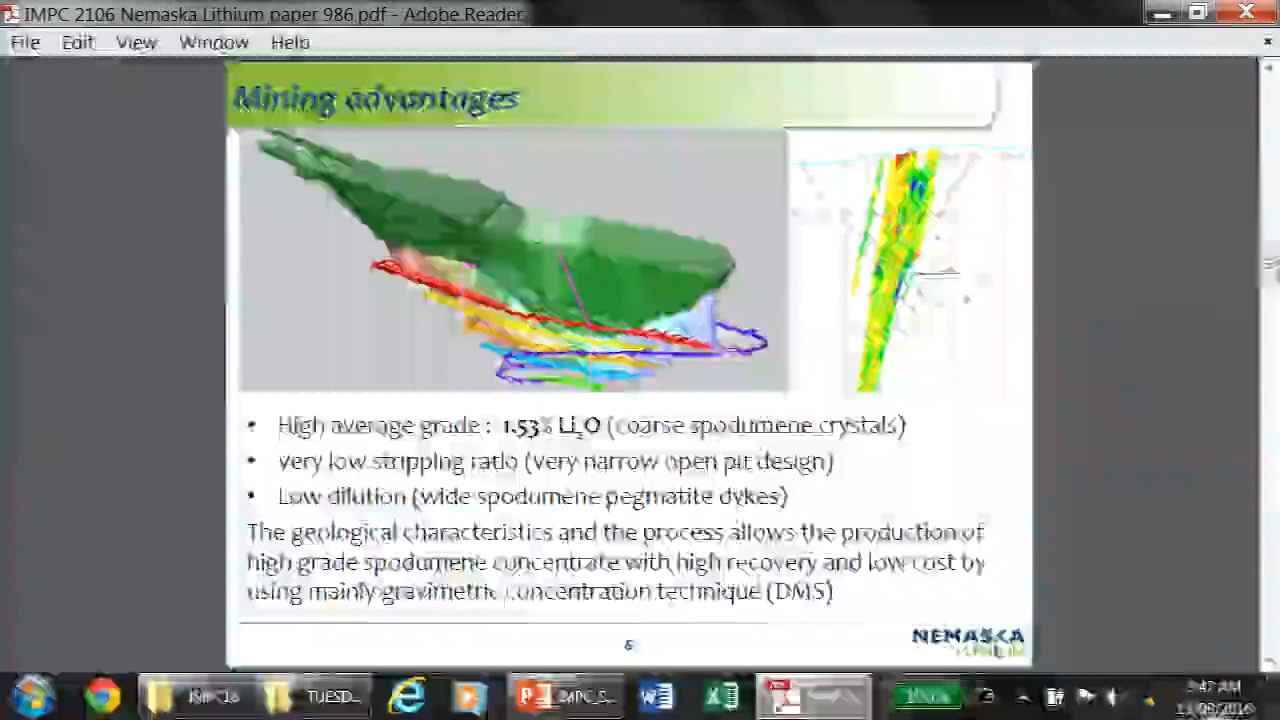 IMPC 2106 Nemaska Lithium paper 986.pdf - Adobe Reader
File Edit View Window Help
Mining advantages
• High average grade : 1.53% Li₂O (coarse spodumene crystals)
• Very low stripping ratio (very narrow open pit design)
• Low dilution (wide spodumene pegmatite dykes)
The geological characteristics and the process allows the production of
high grade spodumene concentrate with high recovery and low cost by
using mainly gravimetric concentration technique (DMS)
NEMASKA
TUESD...
IMPC_S...